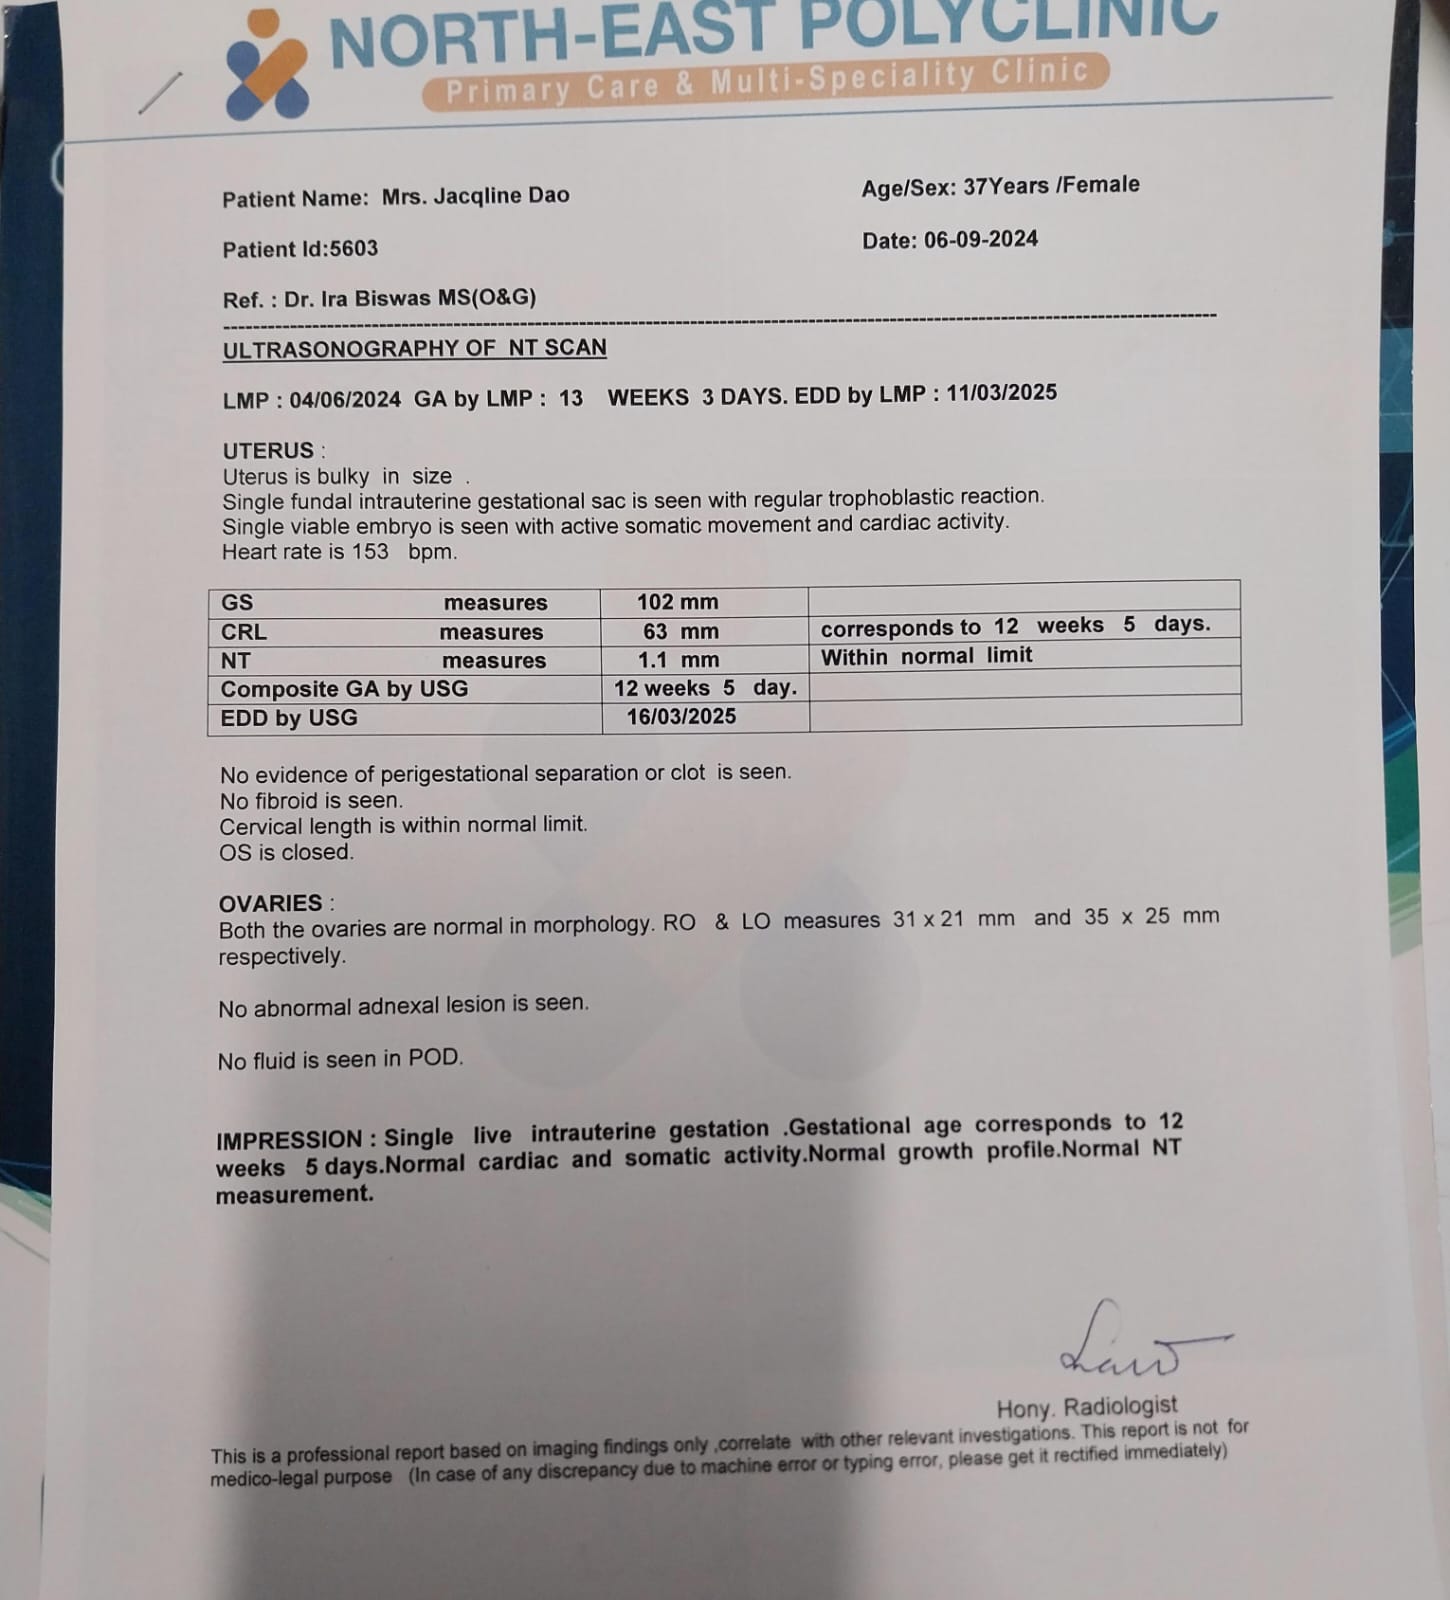 NORTH-EAST POLYCLINIC
Primary Care & Multi-Speciality Clinic
Patient Name: Mrs. Jacqline Dao
Age/Sex: 37Years /Female
Patient Id:5603
Date: 06-09-2024
Ref. : Dr. Ira Biswas MS(O&G)
ULTRASONOGRAPHY OF NT SCAN
LMP : 04/06/2024 GA by LMP : 13 WEEKS 3 DAYS. EDD by LMP : 11/03/2025
UTERUS :
Uterus is bulky in size .
Single fundal intrauterine gestational sac is seen with regular trophoblastic reaction.
Single viable embryo is seen with active somatic movement and cardiac activity.
Heart rate is 153 bpm.
GS measures 102 mm
CRL measures 63 mm corresponds to 12 weeks 5 days.
NT measures 1.1 mm Within normal limit
Composite GA by USG 12 weeks 5 day.
EDD by USG 16/03/2025
No evidence of perigestational separation or clot is seen.
No fibroid is seen.
Cervical length is within normal limit.
OS is closed.
OVARIES :
Both the ovaries are normal in morphology. RO & LO measures 31 x 21 mm and 35 x 25 mm
respectively.
No abnormal adnexal lesion is seen.
No fluid is seen in POD.
IMPRESSION : Single live intrauterine gestation .Gestational age corresponds to 12
weeks 5 days.Normal cardiac and somatic activity.Normal growth profile.Normal NT
measurement.
Hony. Radiologist
This is a professional report based on imaging findings only ,correlate with other relevant investigations. This report is not for
medico-legal purpose (In case of any discrepancy due to machine error or typing error, please get it rectified immediately)